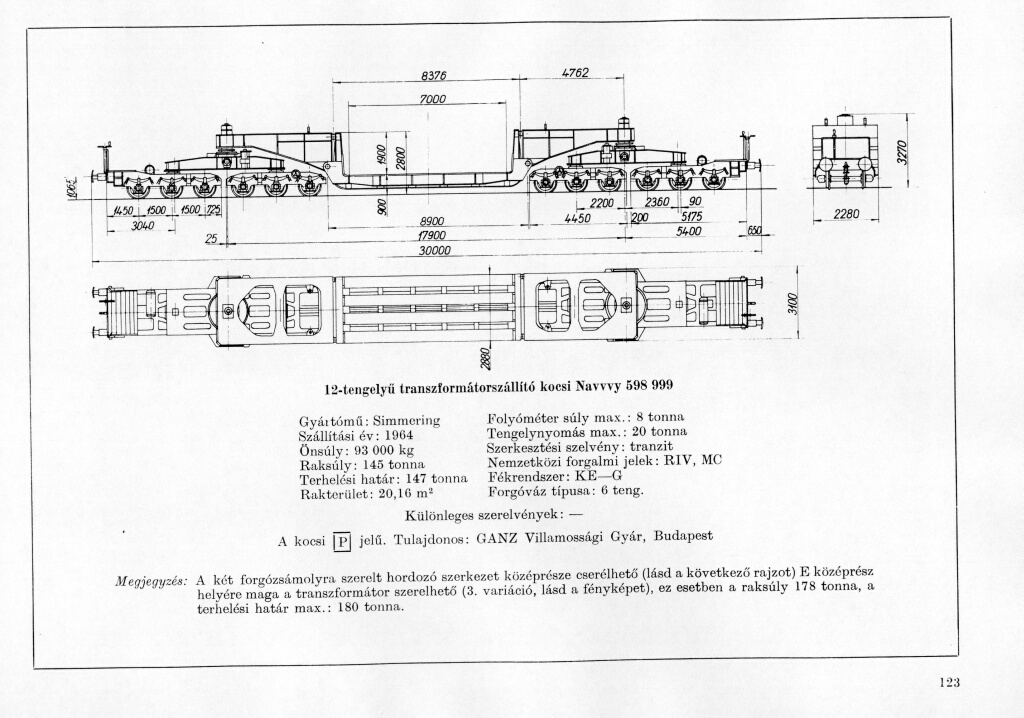 8376
4762
7000
1900
2800
3270
1450
1500
1500
725
3040
25
900
8900
17900
30000
2200
2360
90
4450
200
5175
5400
650
2280
3100
2880
12-tengelyű transzformátorszállító kocsi Navvvy 598 999
Gyártómű: Simmering
Szállítási év: 1964
Önsúly: 93 000 kg
Raksúly: 145 tonna
Terhelési határ: 147 tonna
Rakterület: 20,16 m²
Folyóméter súly max.: 8 tonna
Tengelynyomás max.: 20 tonna
Szerkesztési szelvény: tranzit
Nemzetközi forgalmi jelek: RIV, MC
Fékrendszer: KE—G
Forgóváz típusa: 6 teng.
Különleges szerelvények: —
A kocsi P jelű. Tulajdonos: GANZ Villamossági Gyár, Budapest
Megjegyzés: A két forgózsámolyra szerelt hordozó szerkezet középrésze cserélhető (lásd a következő rajzot) E középrész
helyére maga a transzformátor szerelhető (3. variáció, lásd a fényképet), ez esetben a raksúly 178 tonna, a
terhelési határ max.: 180 tonna.
123